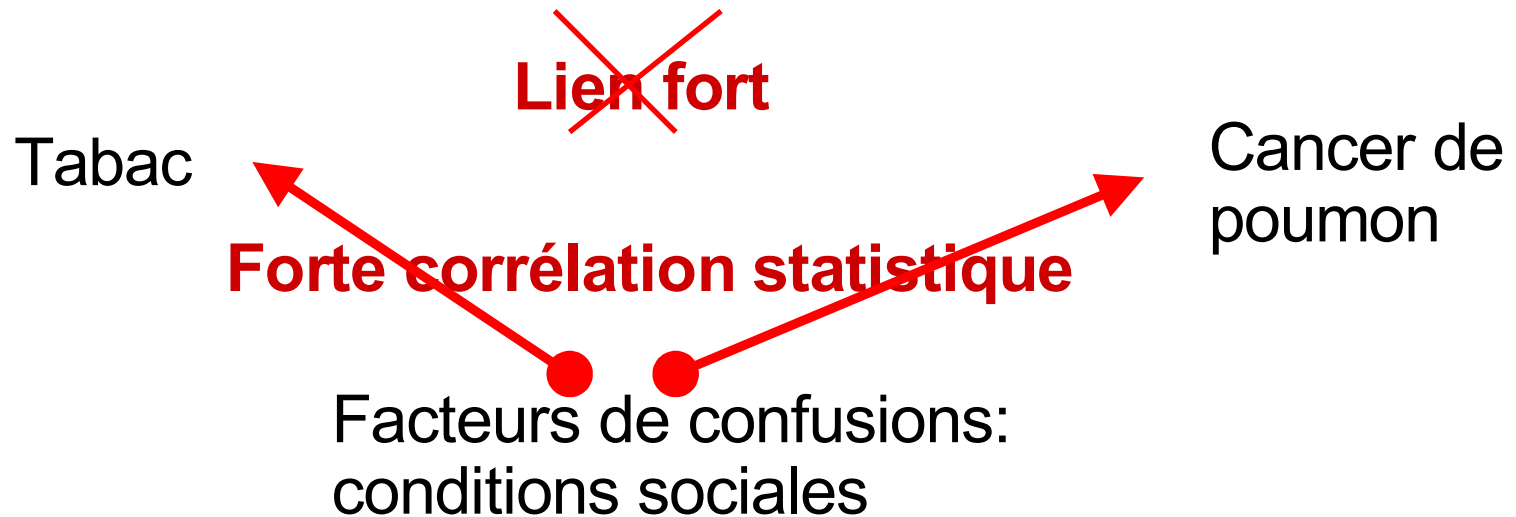 Lien fort
Tabac
Cancer de
poumon
Forte corrélation statistique
Facteurs de confusions:
conditions sociales